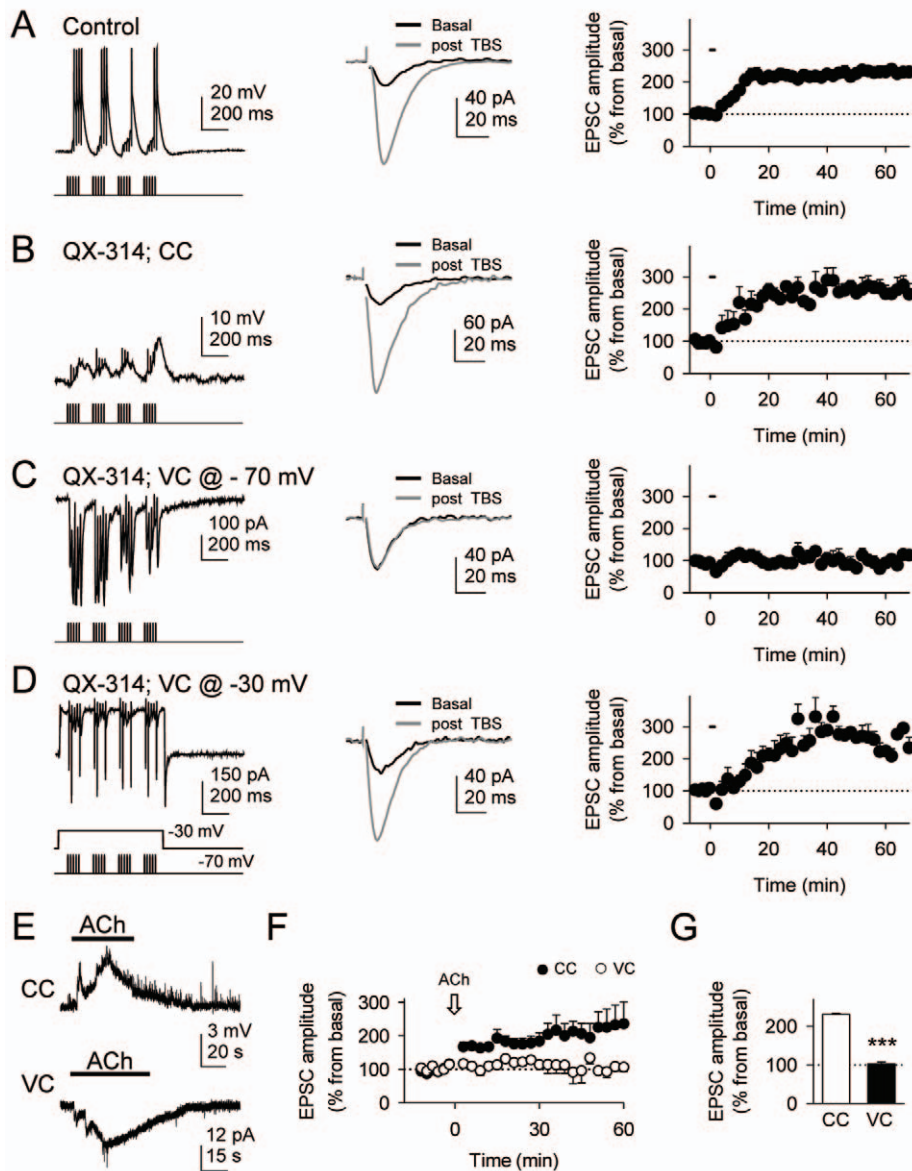 A
Control
20 mV
200 ms
Basal
post TBS
40 pA
20 ms
EPSC amplitude
(% from basal)
300
200
100
0
0 20 40 60
Time (min)
B
QX-314; CC
10 mV
200 ms
Basal
post TBS
60 pA
20 ms
EPSC amplitude
(% from basal)
300
200
100
0
0 20 40 60
Time (min)
C
QX-314; VC @ - 70 mV
100 pA
200 ms
Basal
post TBS
40 pA
20 ms
EPSC amplitude
(% from basal)
300
200
100
0
0 20 40 60
Time (min)
D
QX-314; VC @ -30 mV
150 pA
200 ms
-30 mV
-70 mV
Basal
post TBS
40 pA
20 ms
EPSC amplitude
(% from basal)
300
200
100
0
0 20 40 60
Time (min)
E
ACh
CC
3 mV
20 s
ACh
VC
12 pA
15 s
F
CC VC
ACh
EPSC amplitude
(% from basal)
300
200
100
0
0 30 60
Time (min)
G
EPSC amplitude
(% from basal)
200
100
0
***
CC VC